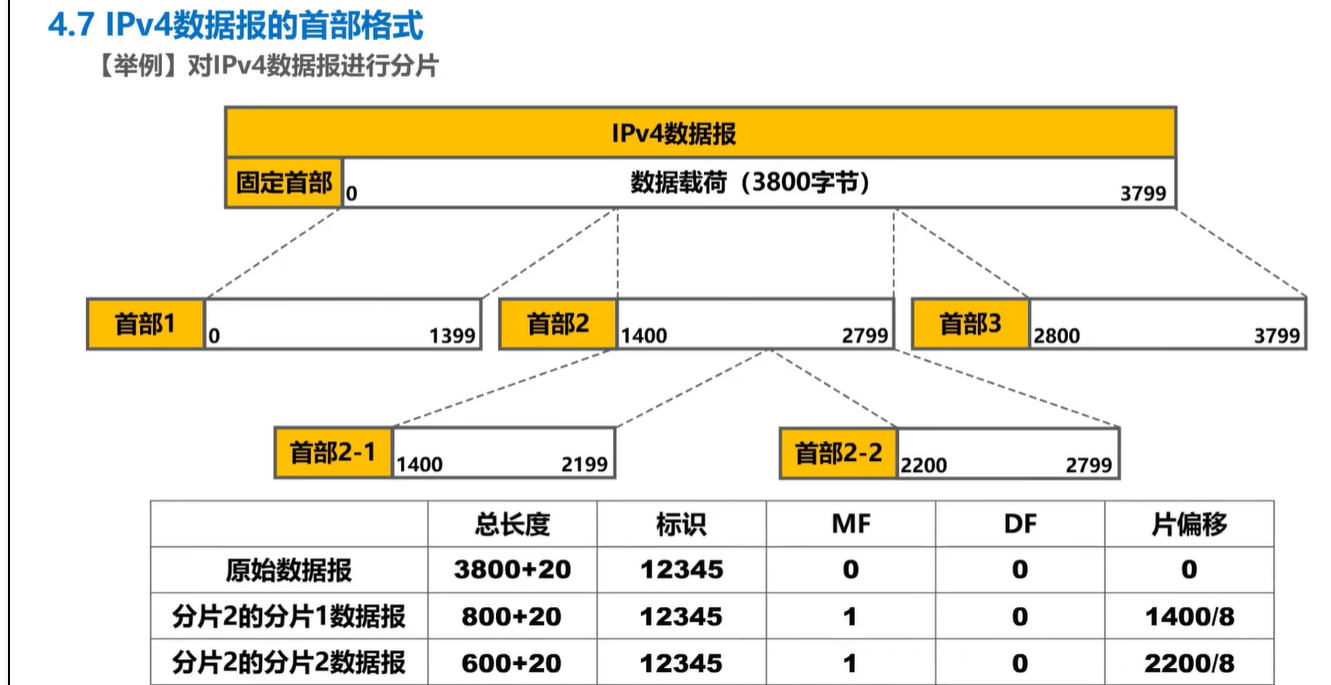 4.7 IPv4数据报的首部格式
【举例】对IPv4数据报进行分片
IPv4数据报
固定首部 0 数据载荷（3800字节） 3799
首部1 0 1399 首部2 1400 2799 首部3 2800 3799
首部2-1 1400 2199 首部2-2 2200 2799
总长度 标识 MF DF 片偏移
原始数据报 3800+20 12345 0 0 0
分片2的分片1数据报 800+20 12345 1 0 1400/8
分片2的分片2数据报 600+20 12345 1 0 2200/8